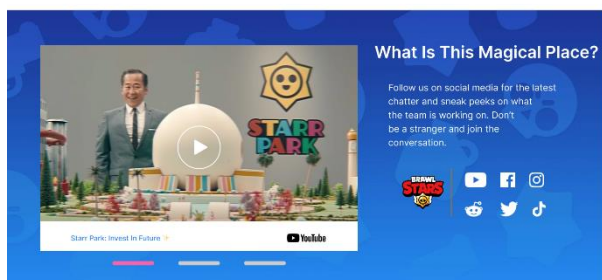 What Is This Magical Place?
STARR
PARK
Follow us on social media for the latest
chatter and sneak peeks on what
the team is working on. Don't
be a stranger and join the
conversation.
BRAWL
STARS
Starr Park: Invest In Future
YouTube